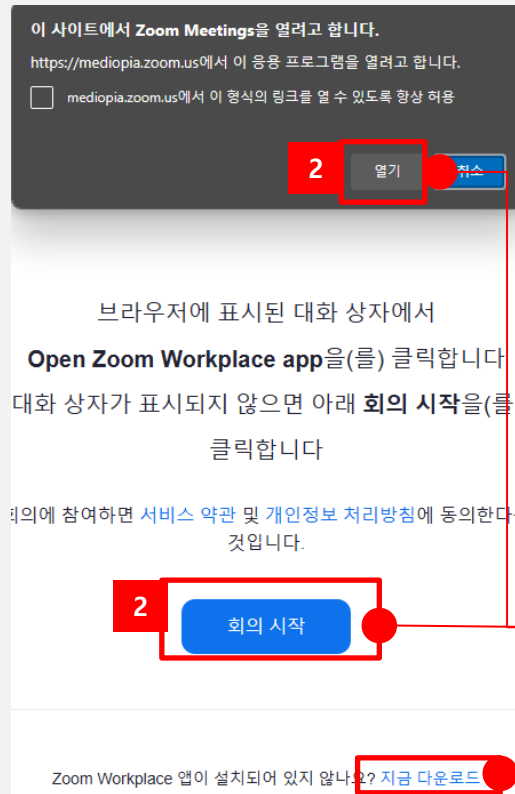 이 사이트에서 Zoom Meetings을 열려고 합니다.
https://mediopia.zoom.us에서 이 응용 프로그램을 열려고 합니다.
mediopia.zoom.us에서 이 형식의 링크를 열 수 있도록 항상 허용
2 열기 취소
브라우저에 표시된 대화 상자에서
Open Zoom Workplace app을(를) 클릭합니다
대화 상자가 표시되지 않으면 아래 회의 시작을(를
클릭합니다
회의에 참여하면 서비스 약관 및 개인정보 처리방침에 동의한다
것입니다.
2 회의 시작
Zoom Workplace 앱이 설치되어 있지 않나요? 지금 다운로드